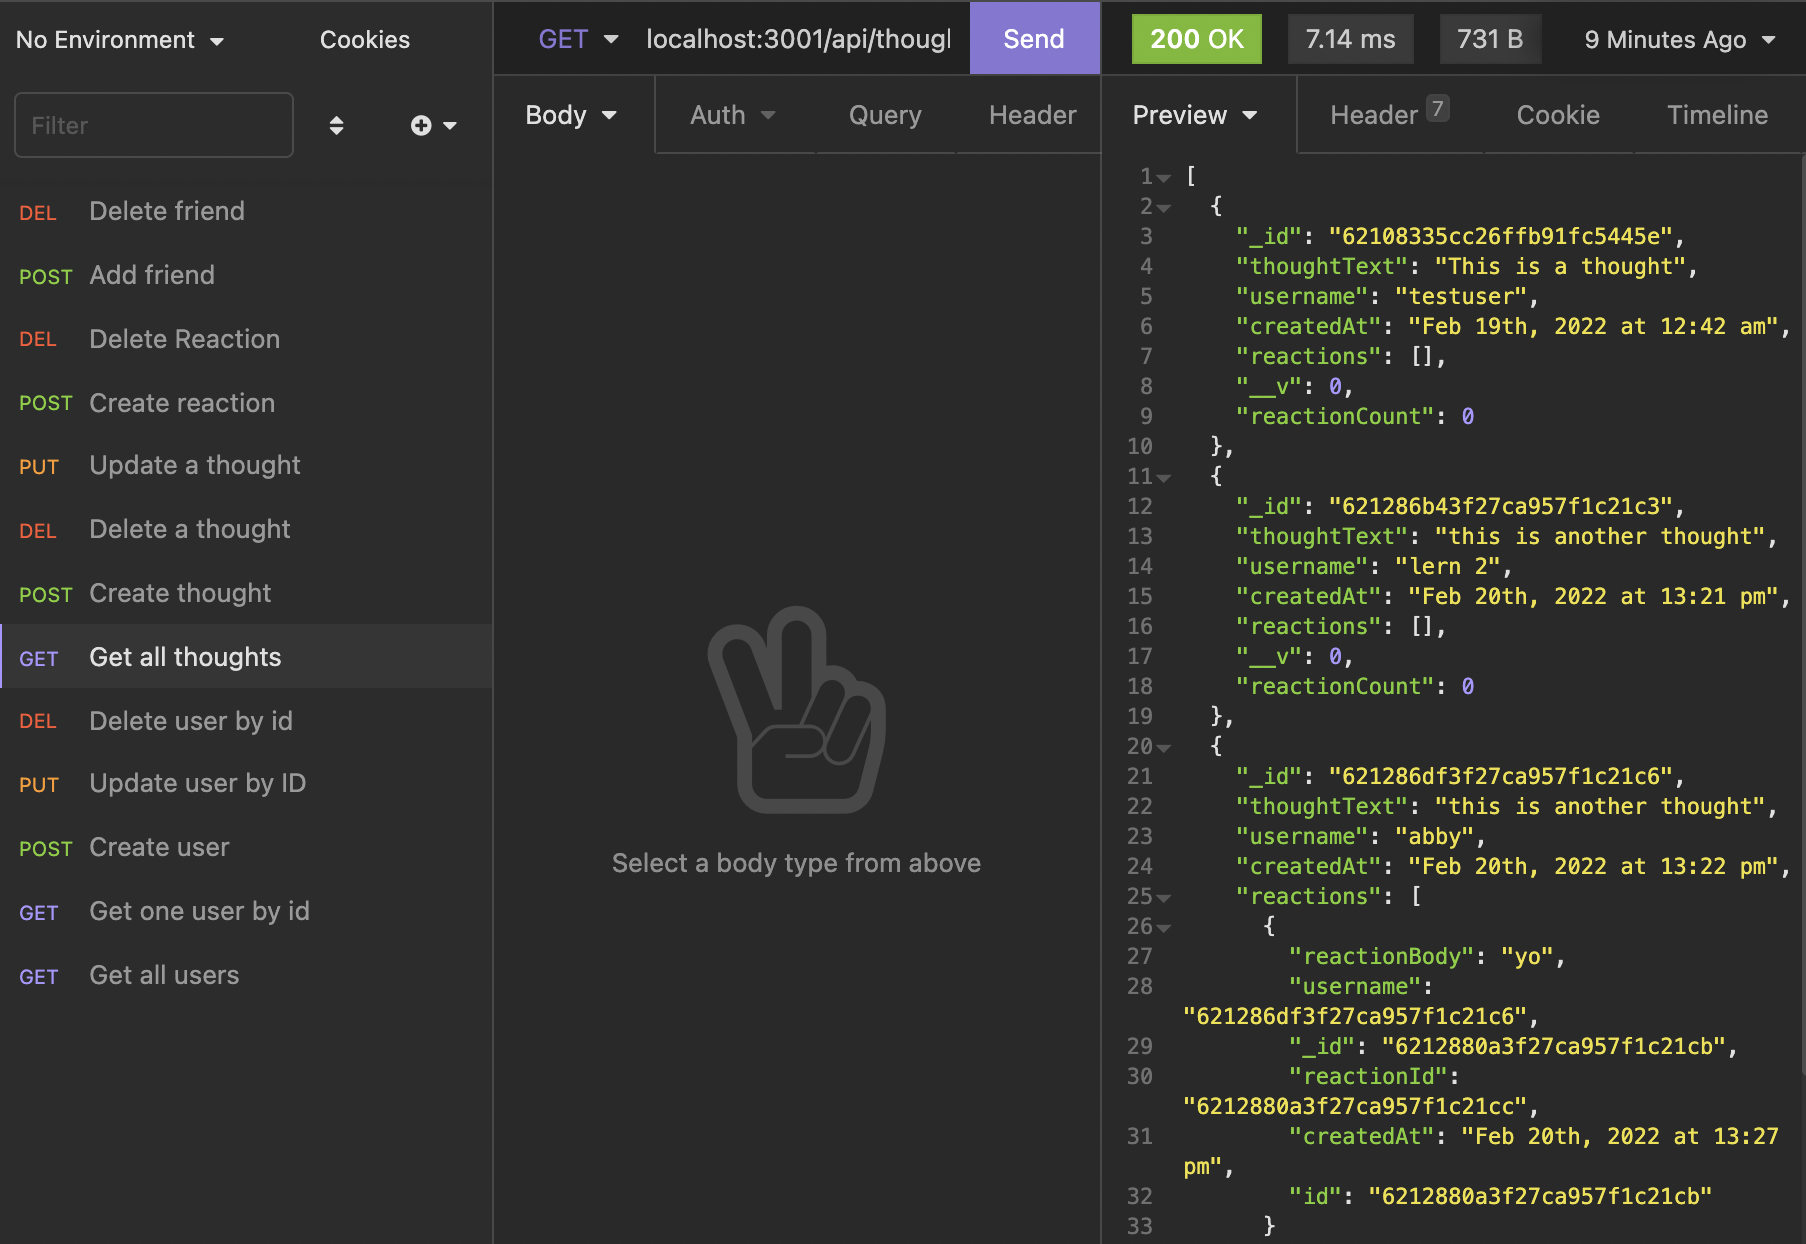 No Environment
Cookies
Filter
DEL Delete friend
POST Add friend
DEL Delete Reaction
POST Create reaction
PUT Update a thought
DEL Delete a thought
POST Create thought
GET Get all thoughts
DEL Delete user by id
PUT Update user by ID
POST Create user
GET Get one user by id
GET Get all users
GET localhost:3001/api/though Send
Body Auth Query Header
Select a body type from above
200 OK 7.14 ms 731 B 9 Minutes Ago
Preview Header 7 Cookie Timeline
1 [
2 {
3 "_id": "62108335cc26ffb91fc5445e",
4 "thoughtText": "This is a thought",
5 "username": "testuser",
6 "createdAt": "Feb 19th, 2022 at 12:42 am",
7 "reactions": [],
8 "__v": 0,
9 "reactionCount": 0
10 },
11 {
12 "_id": "621286b43f27ca957f1c21c3",
13 "thoughtText": "this is another thought",
14 "username": "lern 2",
15 "createdAt": "Feb 20th, 2022 at 13:21 pm",
16 "reactions": [],
17 "__v": 0,
18 "reactionCount": 0
19 },
20 {
21 "_id": "621286df3f27ca957f1c21c6",
22 "thoughtText": "this is another thought",
23 "username": "abby",
24 "createdAt": "Feb 20th, 2022 at 13:22 pm",
25 "reactions": [
26 {
27 "reactionBody": "yo",
28 "username":
"621286df3f27ca957f1c21c6",
29 "_id": "6212880a3f27ca957f1c21cb",
30 "reactionId":
"6212880a3f27ca957f1c21cc",
31 "createdAt": "Feb 20th, 2022 at 13:27
pm",
32 "id": "6212880a3f27ca957f1c21cb"
33 }